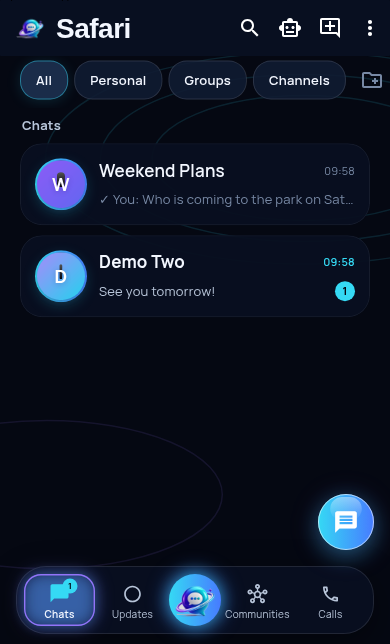 Safari
All
Personal
Groups
Channels
Chats
W
Weekend Plans
09:58
✓ You: Who is coming to the park on Sat...
D
Demo Two
09:58
See you tomorrow!
1
1
Chats
Updates
Communities
Calls